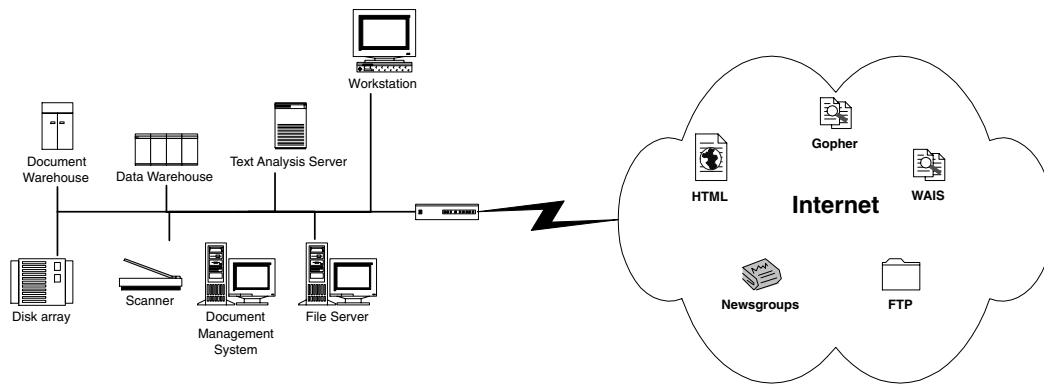 Workstation
Document
Warehouse
Data Warehouse
Text Analysis Server
Disk array
Scanner
Document
Management
System
File Server
Gopher
HTML
WAIS
Internet
Newsgroups
FTP